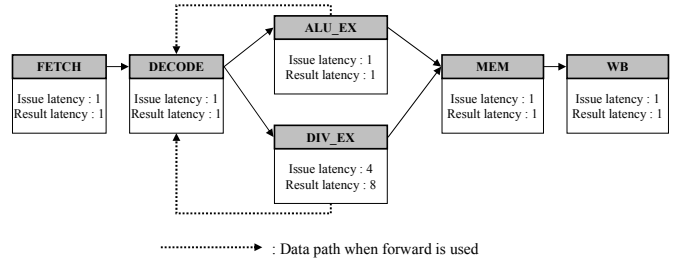 ALU_EX
Issue latency : 1
Result latency : 1
FETCH
Issue latency : 1
Result latency : 1
DECODE
Issue latency : 1
Result latency : 1
MEM
Issue latency : 1
Result latency : 1
WB
Issue latency : 1
Result latency : 1
DIV_EX
Issue latency : 4
Result latency : 8
: Data path when forward is used